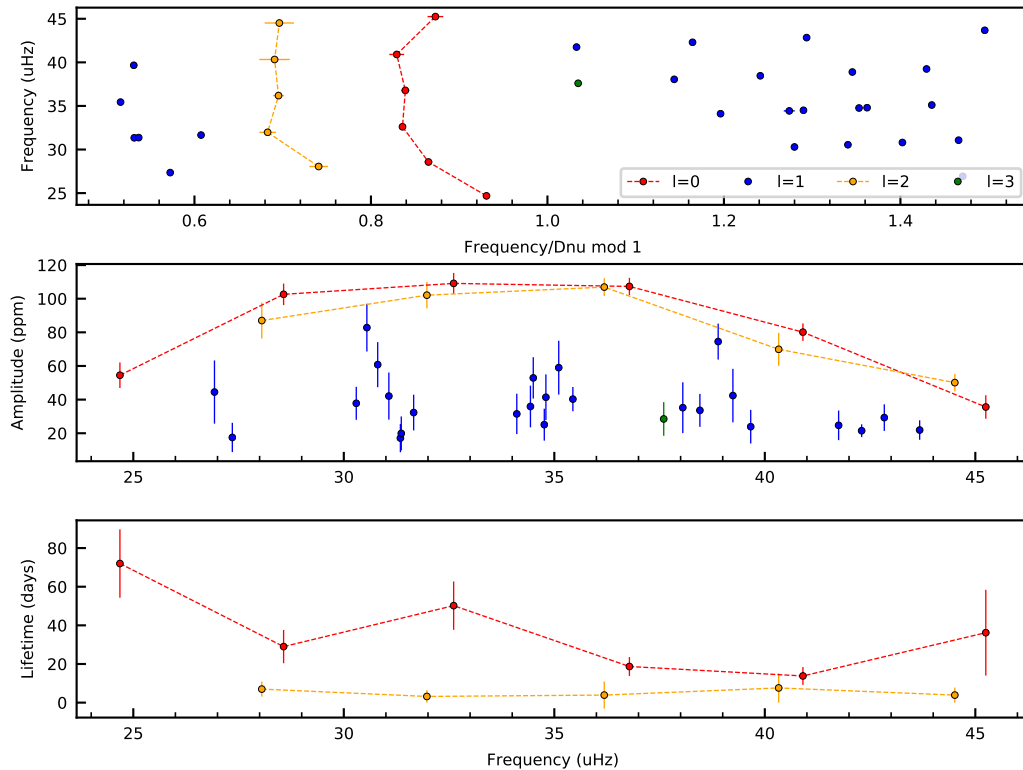 45
40
35
30
25
Frequency (uHz)
l=0 l=1 l=2 l=3
0.6 0.8 1.0 1.2 1.4
Frequency/Dnu mod 1
120
100
80
60
40
20
Amplitude (ppm)
25 30 35 40 45
80
60
40
20
0
Lifetime (days)
25 30 35 40 45
Frequency (uHz)